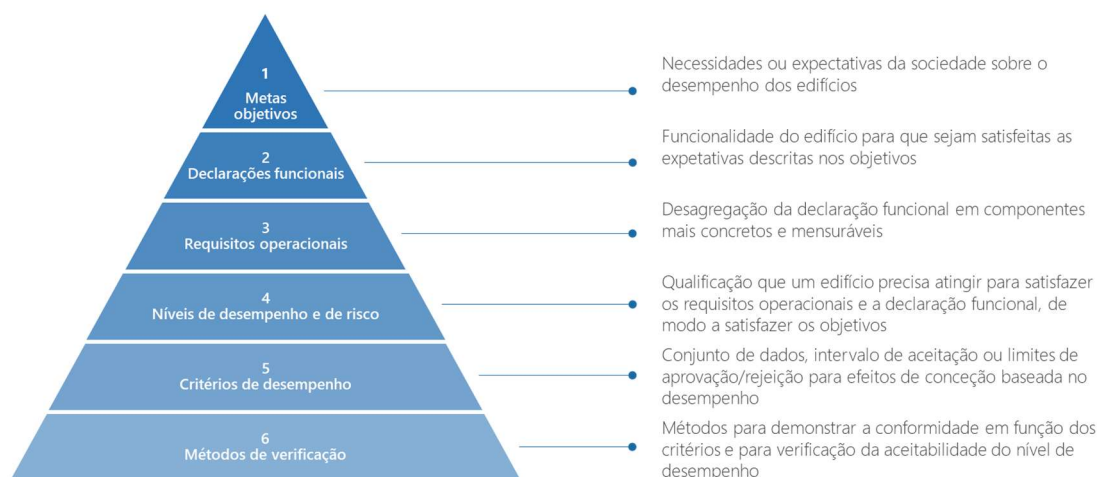 1
Metas
objetivos
Necessidades ou expectativas da sociedade sobre o
desempenho dos edifícios
2
Declarações funcionais
Funcionalidade do edifício para que sejam satisfeitas as
expetativas descritas nos objetivos
3
Requisitos operacionais
Desagregação da declaração funcional em componentes
mais concretos e mensuráveis
4
Níveis de desempenho e de risco
Qualificação que um edifício precisa atingir para satisfazer
os requisitos operacionais e a declaração funcional, de
modo a satisfazer os objetivos
5
Critérios de desempenho
Conjunto de dados, intervalo de aceitação ou limites de
aprovação/rejeição para efeitos de conceção baseada no
desempenho
6
Métodos de verificação
Métodos para demonstrar a conformidade em função dos
critérios e para verificação da aceitabilidade do nível de
desempenho